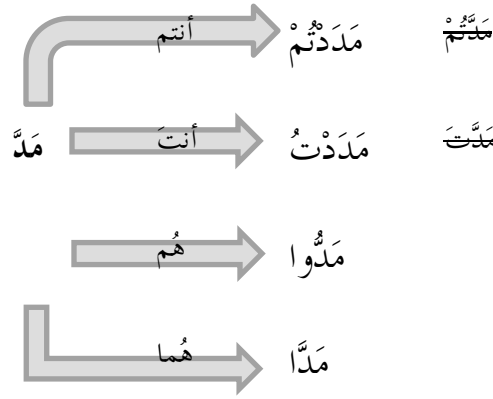 أنتم
مَدَدْتُمْ
مَدَّتُمْ
مَدَّ
أنتَ
مَدَدْتُ
مَدَّتَ
هُم
مَدُّوا
هُما
مَدَّا